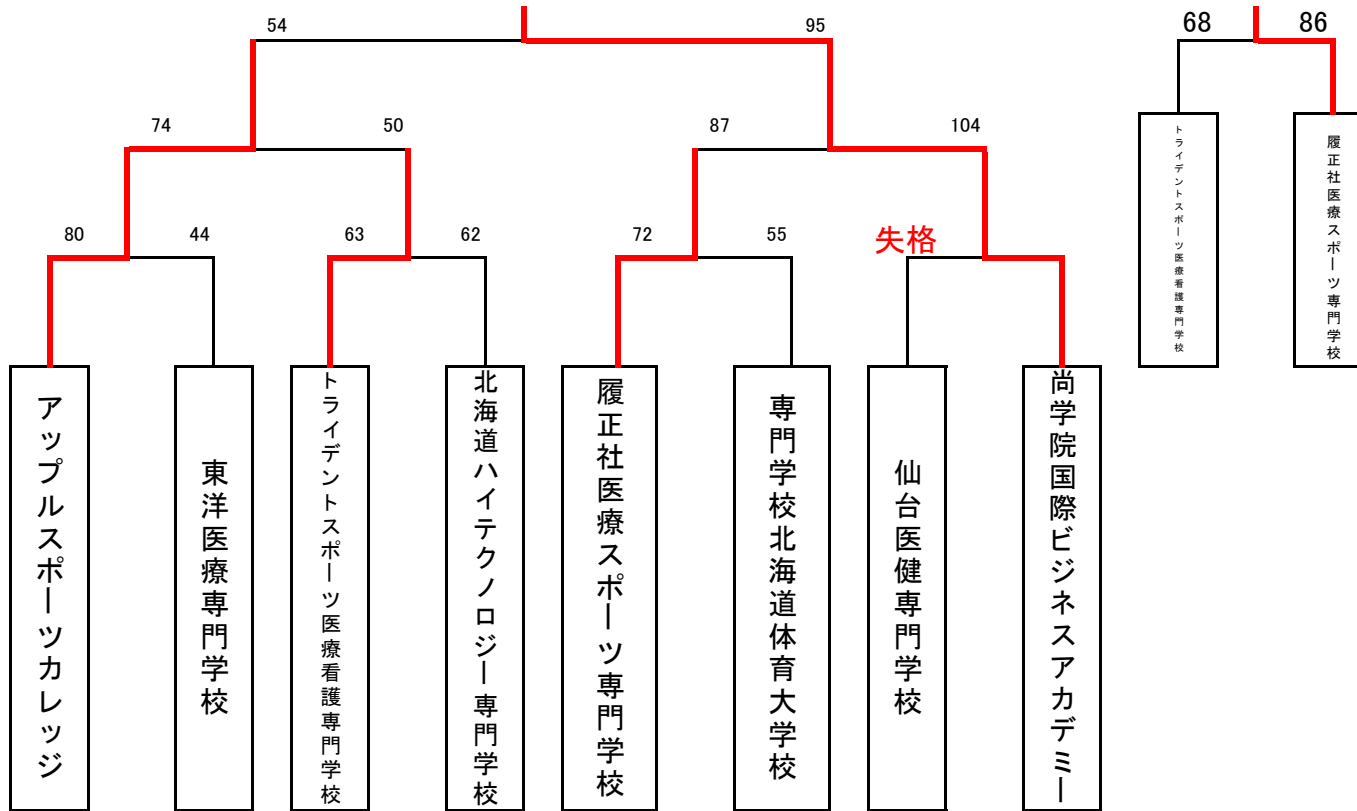 54
95
68
86
74
50
87
104
80
44
63
62
72
55
失格
トライデントスポーツ医療看護専門学校
履正社医療スポーツ専門学校
アップルスポーツカレッジ
東洋医療専門学校
トライデントスポーツ医療看護専門学校
北海道ハイテクノロジー専門学校
履正社医療スポーツ専門学校
専門学校北海道体育大学校
仙台医健専門学校
尚学院国際ビジネスアカデミー